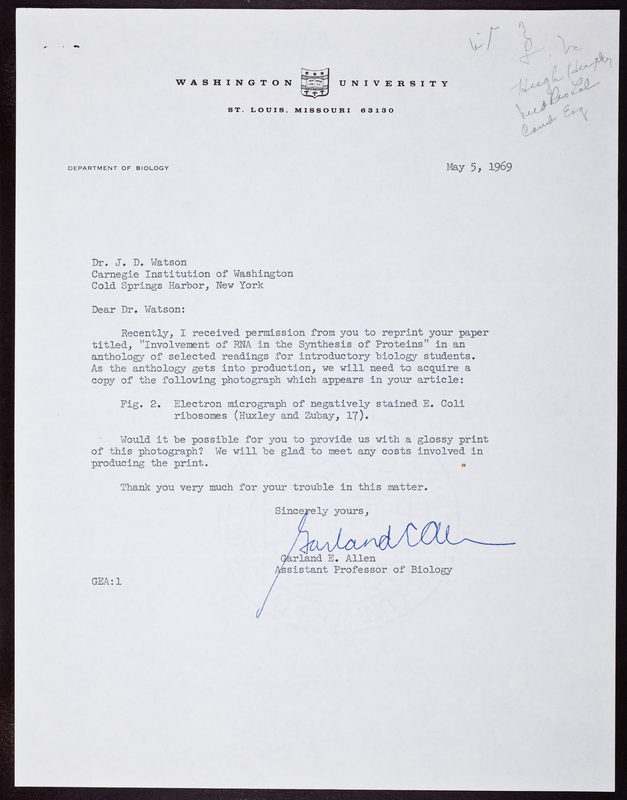 Hugh Huxley
Med Res Lab
Camb Eng
WASHINGTON UNIVERSITY
ST. LOUIS, MISSOURI 63130
DEPARTMENT OF BIOLOGY
May 5, 1969
Dr. J. D. Watson
Carnegie Institution of Washington
Cold Springs Harbor, New York
Dear Dr. Watson:
Recently, I received permission from you to reprint your paper
titled, "Involvement of RNA in the Synthesis of Proteins" in an
anthology of selected readings for introductory biology students.
As the anthology gets into production, we will need to acquire a
copy of the following photograph which appears in your article:
Fig. 2. Electron micrograph of negatively stained E. Coli
ribosomes (Huxley and Zubay, 17).
Would it be possible for you to provide us with a glossy print
of this photograph? We will be glad to meet any costs involved in
producing the print.
Thank you very much for your trouble in this matter.
Sincerely yours,
Garland E Allen
Garland E. Allen
Assistant Professor of Biology
GEA:l